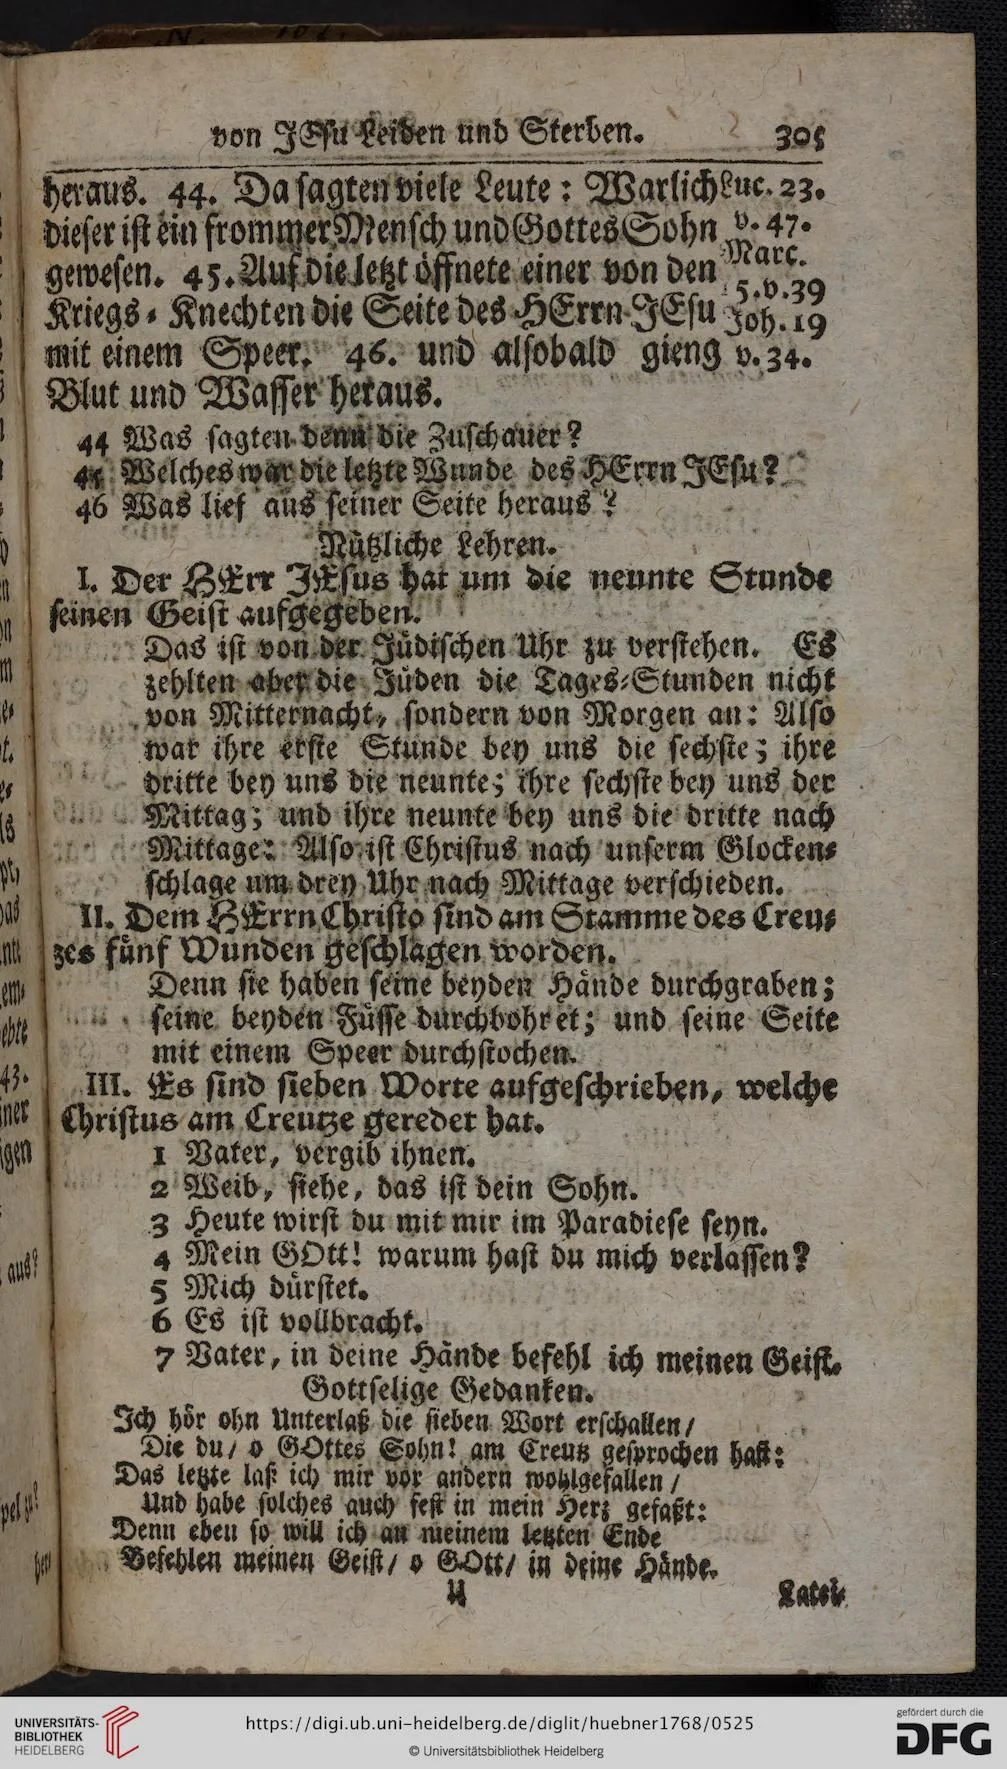 von JEsu Leiden und Sterben. 305
heraus. 44. Da sagten viele Leute: Warlich Luc. 23.
dieser ist ein frommer Mensch und Gottes Sohn v. 47.
gewesen. 45. Auf die letzt öffnete einer von den Marc.
5. v. 39
Kriegs-Knechten die Seite des HErrn JEsu Joh. 19
mit einem Speer. 46. und alsobald gieng v. 34.
Blut und Wasser heraus.
44 Was sagten denn die Zuschauer?
45 Welches war die letzte Wunde des HErrn JEsu?
46 Was lief aus seiner Seite heraus?
Nützliche Lehren.
I. Der HErr JEsus hat um die neunte Stunde
seinen Geist aufgegeben.
Das ist von der Jüdischen Uhr zu verstehen. Es
zehlten aber die Jüden die Tages-Stunden nicht
von Mitternacht, sondern von Morgen an: Also
war ihre erste Stunde bey uns die sechste; ihre
dritte bey uns die neunte; ihre sechste bey uns der
Mittag; und ihre neunte bey uns die dritte nach
Mittage: Also ist Christus nach unserm Glocken-
schlage um drey Uhr nach Mittage verschieden.
II. Dem HErrn Christo sind am Stamme des Creu-
zes fünf Wunden geschlagen worden.
Denn sie haben seine beyden Hände durchgraben;
seine beyden Füsse durchbohret; und seine Seite
mit einem Speer durchstochen.
III. Es sind sieben Worte aufgeschrieben, welche
Christus am Creutze geredet hat.
1 Vater, vergib ihnen.
2 Weib, siehe, das ist dein Sohn.
3 Heute wirst du mit mir im Paradiese seyn.
4 Mein GOtt! warum hast du mich verlassen?
5 Mich dürstet.
6 Es ist vollbracht.
7 Vater, in deine Hände befehl ich meinen Geist.
Gottselige Gedanken.
Ich hör ohn Unterlaß die sieben Wort erschallen/
Die du/ o GOttes Sohn! am Creutz gesprochen hast:
Das letzte laß ich mir vor andern wohlgefallen/
Und habe solches auch fest in mein Herz gefaßt:
Denn eben so will ich an meinem letzten Ende
Befehlen meinen Geist/ o GOtt/ in deine Hände.
U Latei-
UNIVERSITÄTS-
BIBLIOTHEK
HEIDELBERG
https://digi.ub.uni-heidelberg.de/diglit/huebner1768/0525
© Universitätsbibliothek Heidelberg
gefördert durch die
DFG